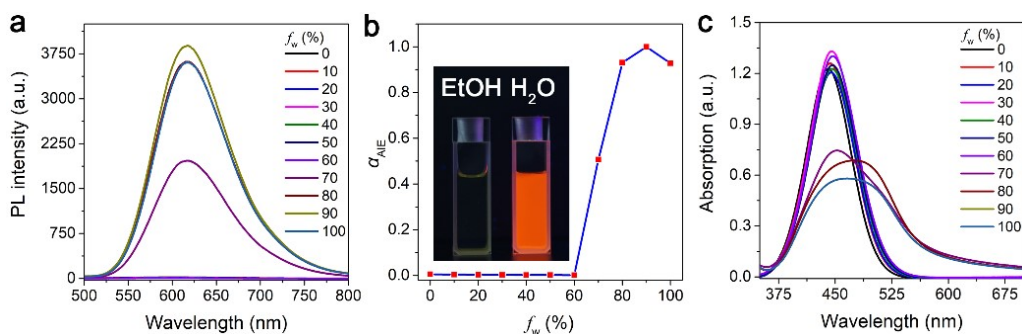 a
PL intensity (a.u.)
3750
3000
2250
1500
750
0
500 550 600 650 700 750 800
Wavelength (nm)
fw (%)
0
10
20
30
40
50
60
70
80
90
100
b
αAIE
1.0
0.8
0.6
0.4
0.2
0.0
0 20 40 60 80 100
fw (%)
EtOH H2O
c
Absorption (a.u.)
1.5
1.2
0.9
0.6
0.3
0.0
375 450 525 600 675
Wavelength (nm)
fw (%)
0
10
20
30
40
50
60
70
80
90
100